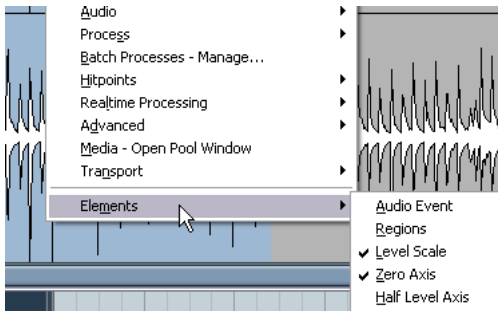 Audio
Process
Batch Processes - Manage...
Hitpoints
Realtime Processing
Advanced
Media - Open Pool Window
Transport
Elements
Audio Event
Regions
Level Scale
Zero Axis
Half Level Axis